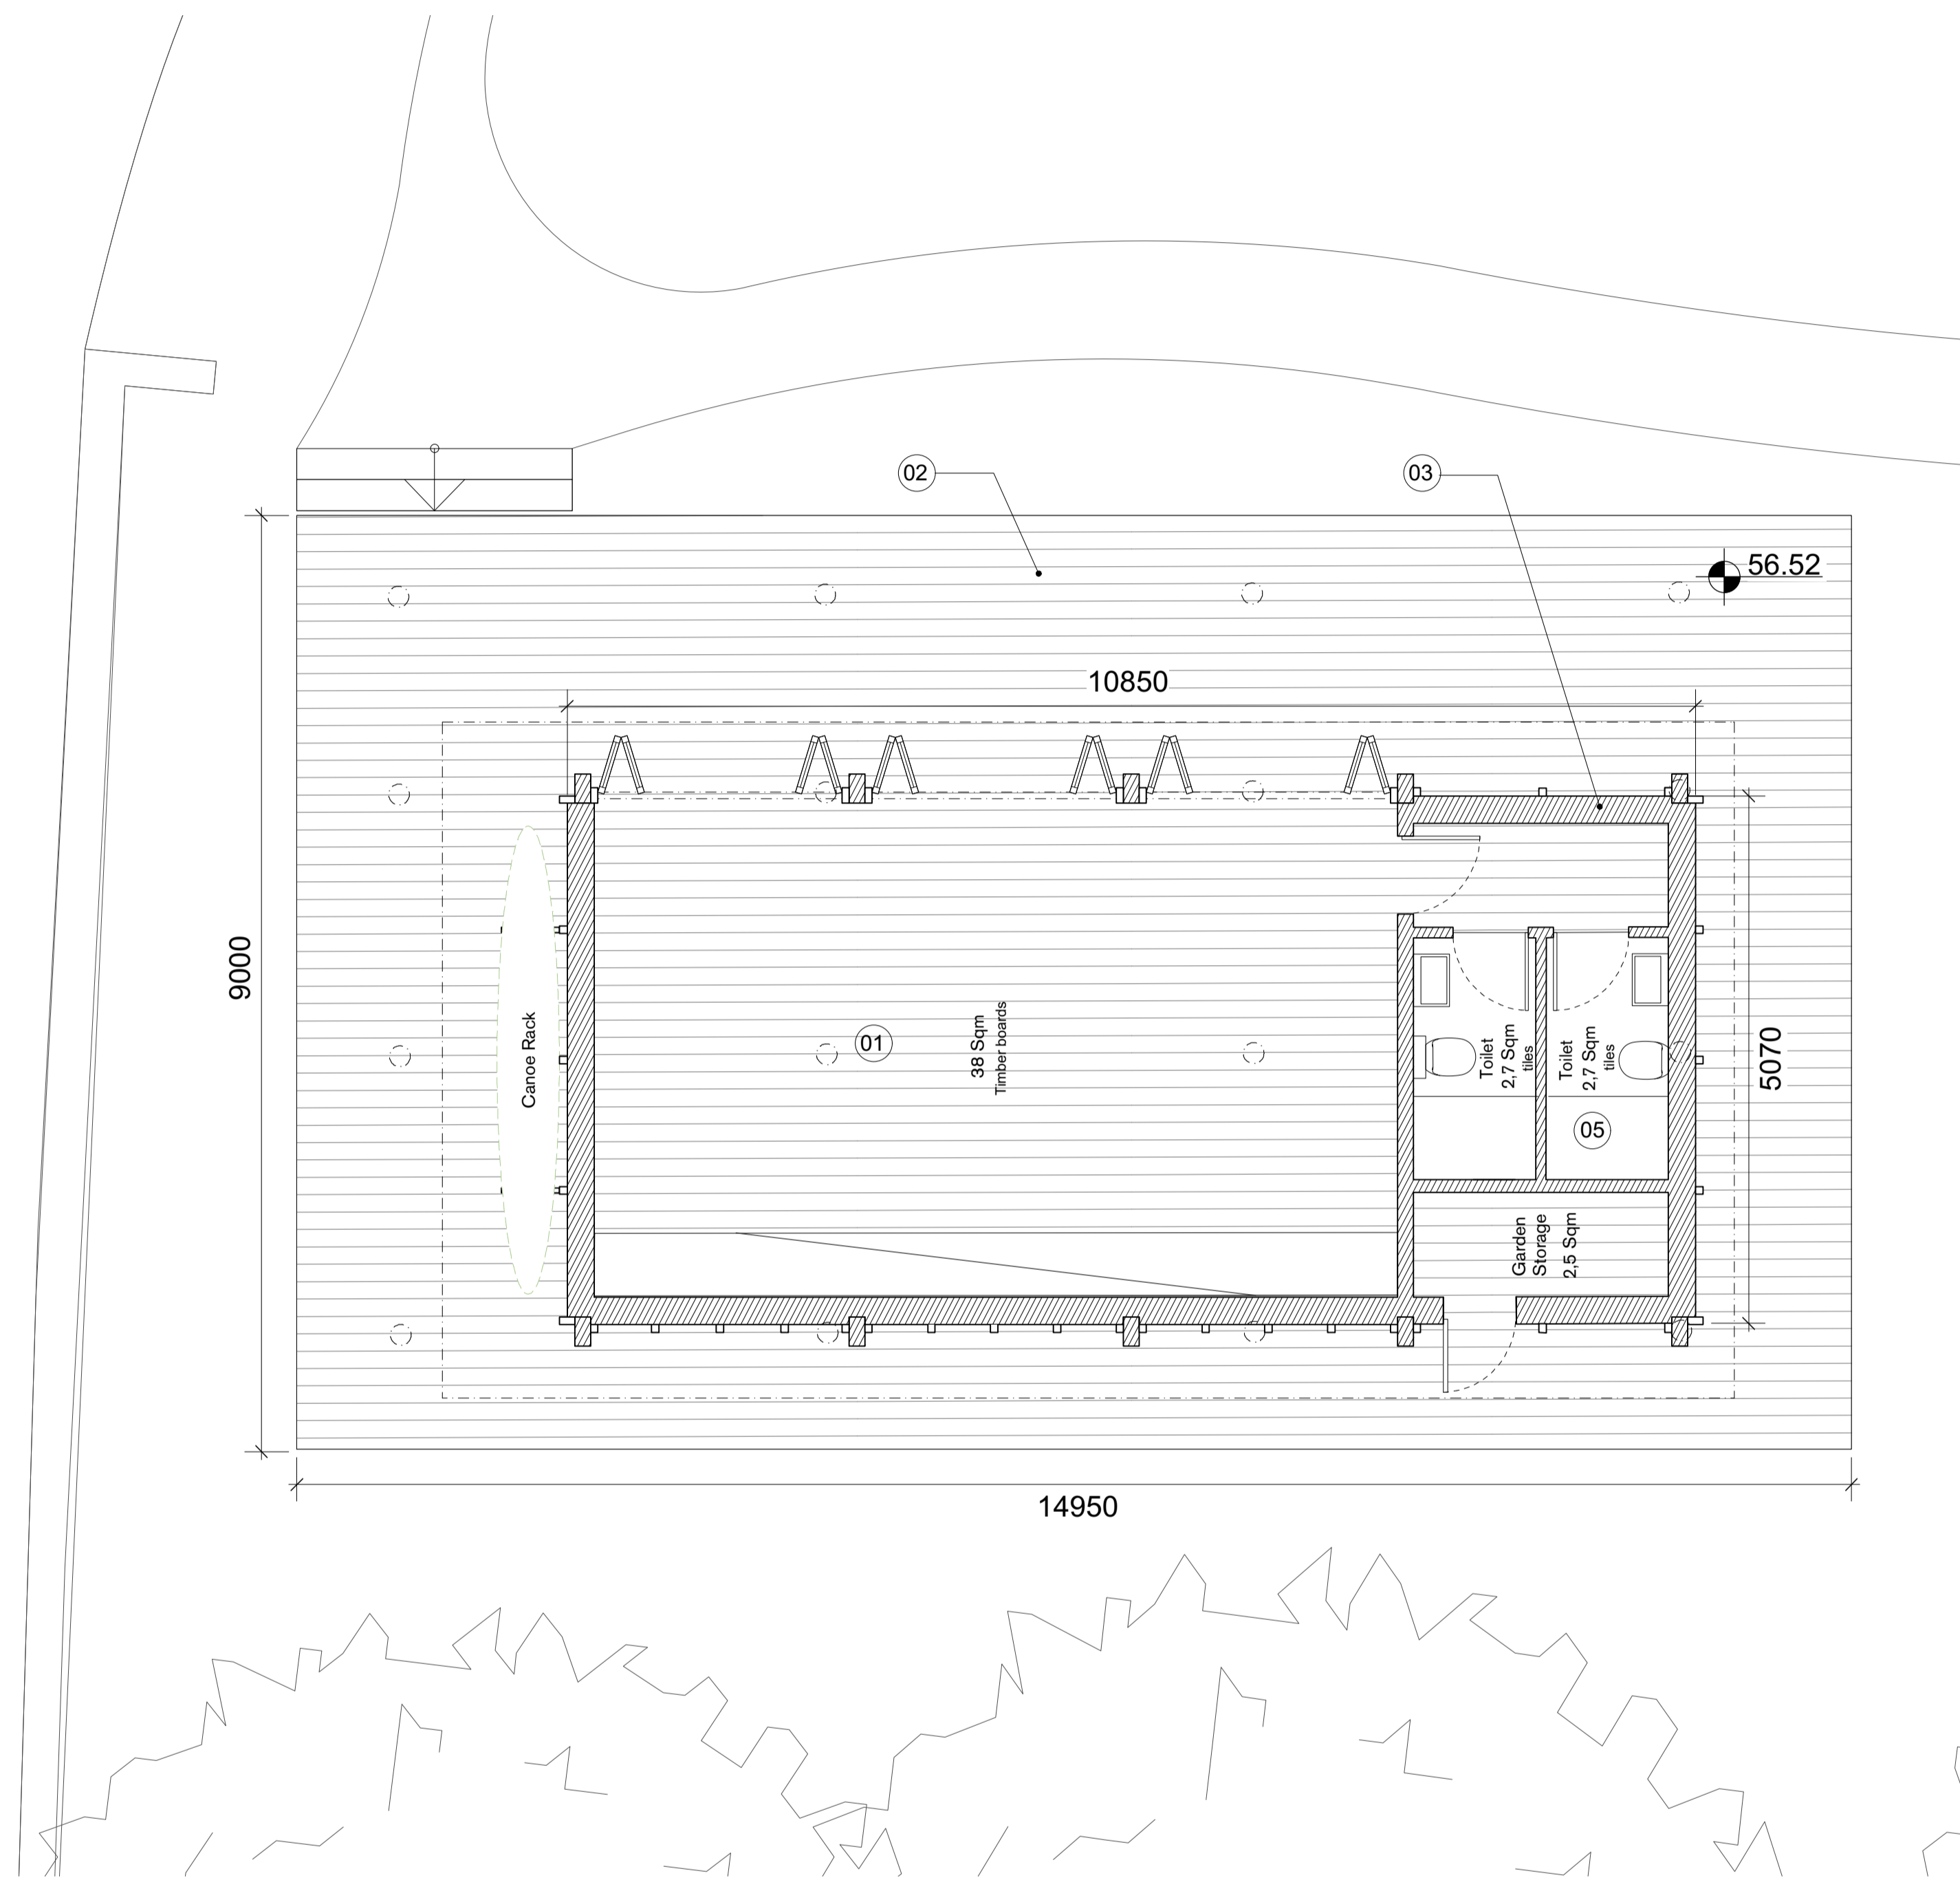 02
03
56.52
10850
9000
Canoe Rack
01
38 Sqm
Timber boards
Toilet
2,7 Sqm
tiles
Toilet
2,7 Sqm
tiles
5070
05
Garden
Storage
2,5 Sqm
14950